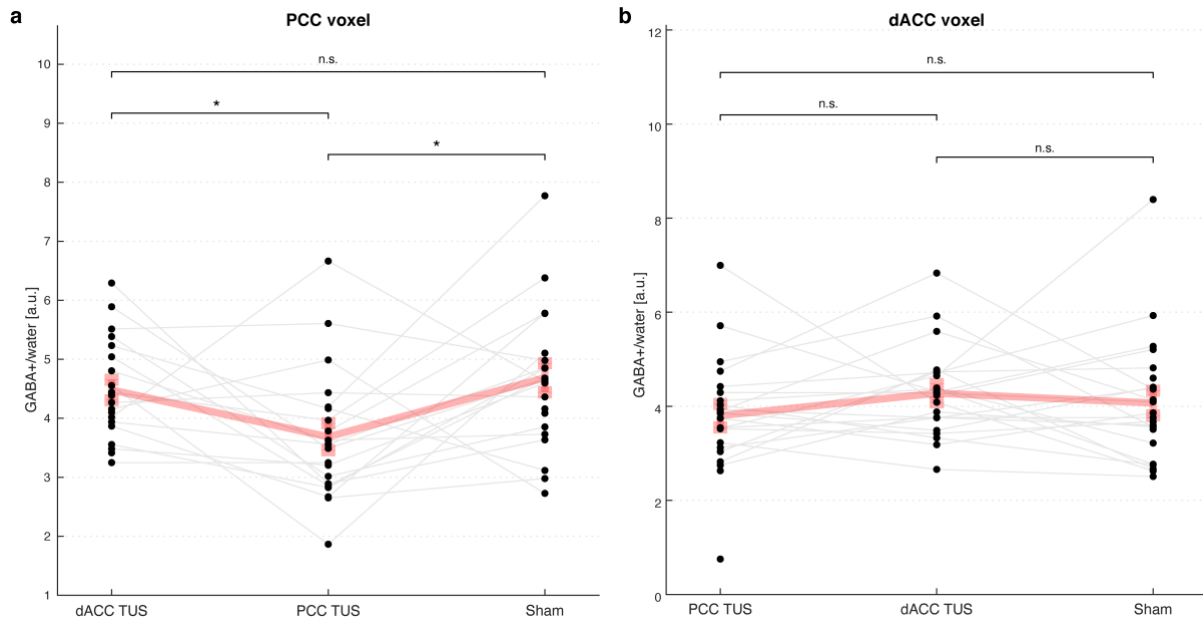 a
PCC voxel
n.s.
*
*
10
9
8
7
6
5
4
3
2
1
GABA+/water [a.u.]
dACC TUS
PCC TUS
Sham
b
dACC voxel
n.s.
n.s.
n.s.
12
10
8
6
4
2
0
GABA+/water [a.u.]
PCC TUS
dACC TUS
Sham